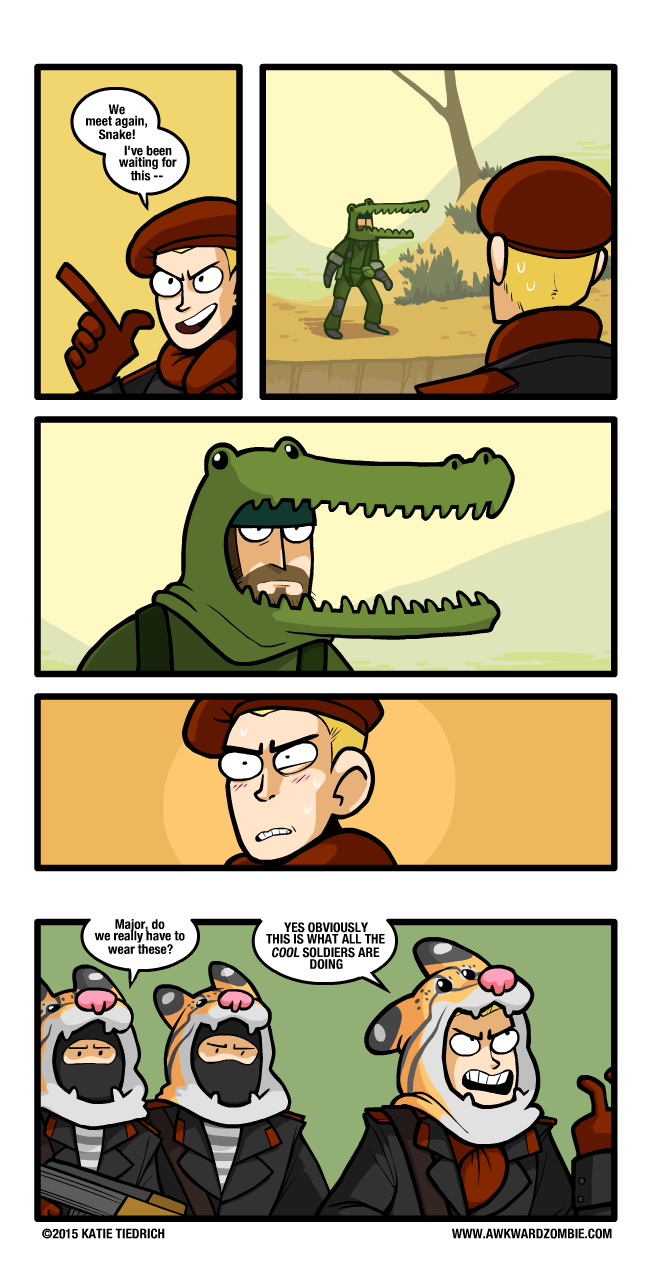 We
meet again,
Snake!
I've been
waiting for
this --
Major, do
we really have to
wear these?
YES OBVIOUSLY
THIS IS WHAT ALL THE
COOL SOLDIERS ARE
DOING
©2015 KATIE TIEDRICH
WWW.AWKWARDZOMBIE.COM